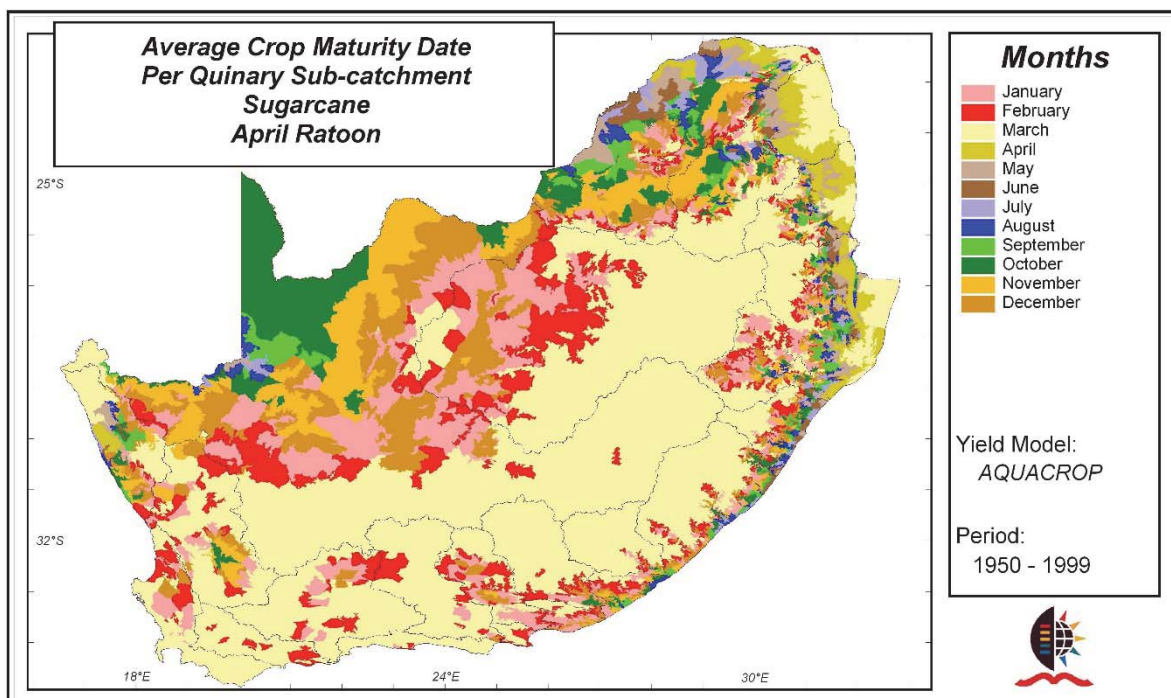 Average Crop Maturity Date
Per Quinary Sub-catchment
Sugarcane
April Ratoon
Months
January
February
March
April
May
June
July
August
September
October
November
December
Yield Model:
AQUACROP
Period:
1950 - 1999
25°S
32°S
18°E
24°E
30°E